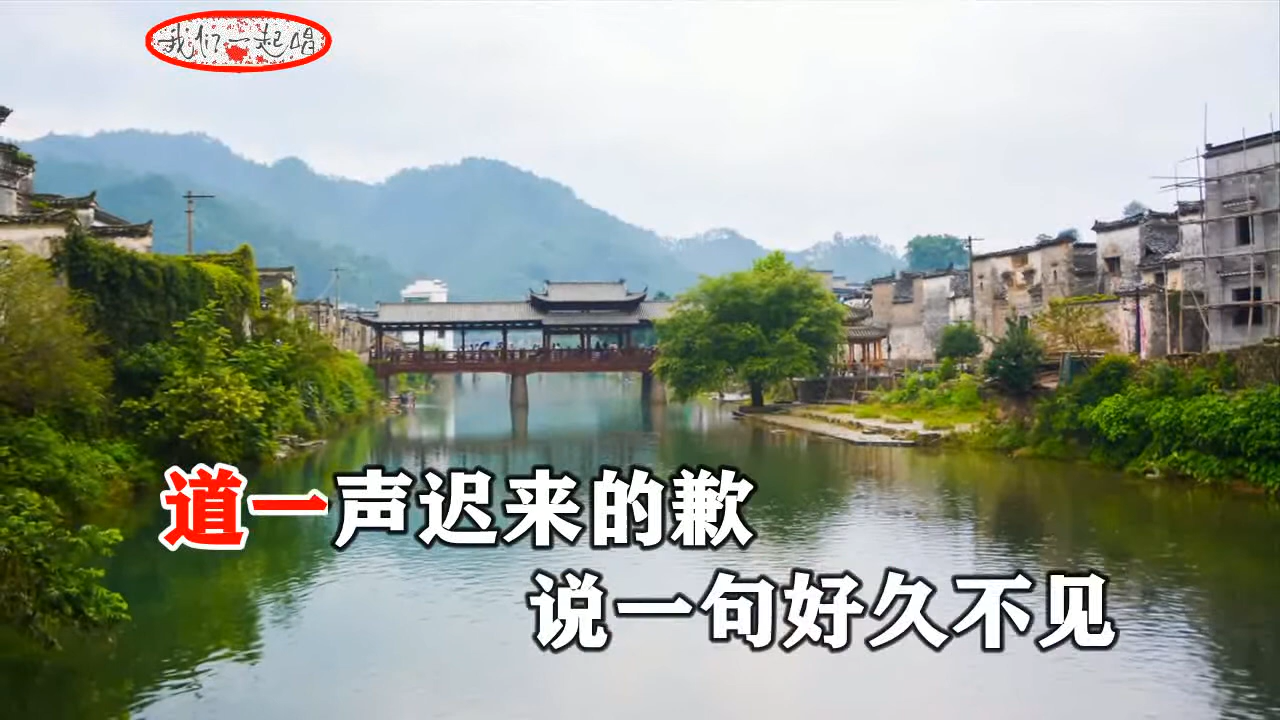 我们一起唱
道一声迟来的歉
说一句好久不见